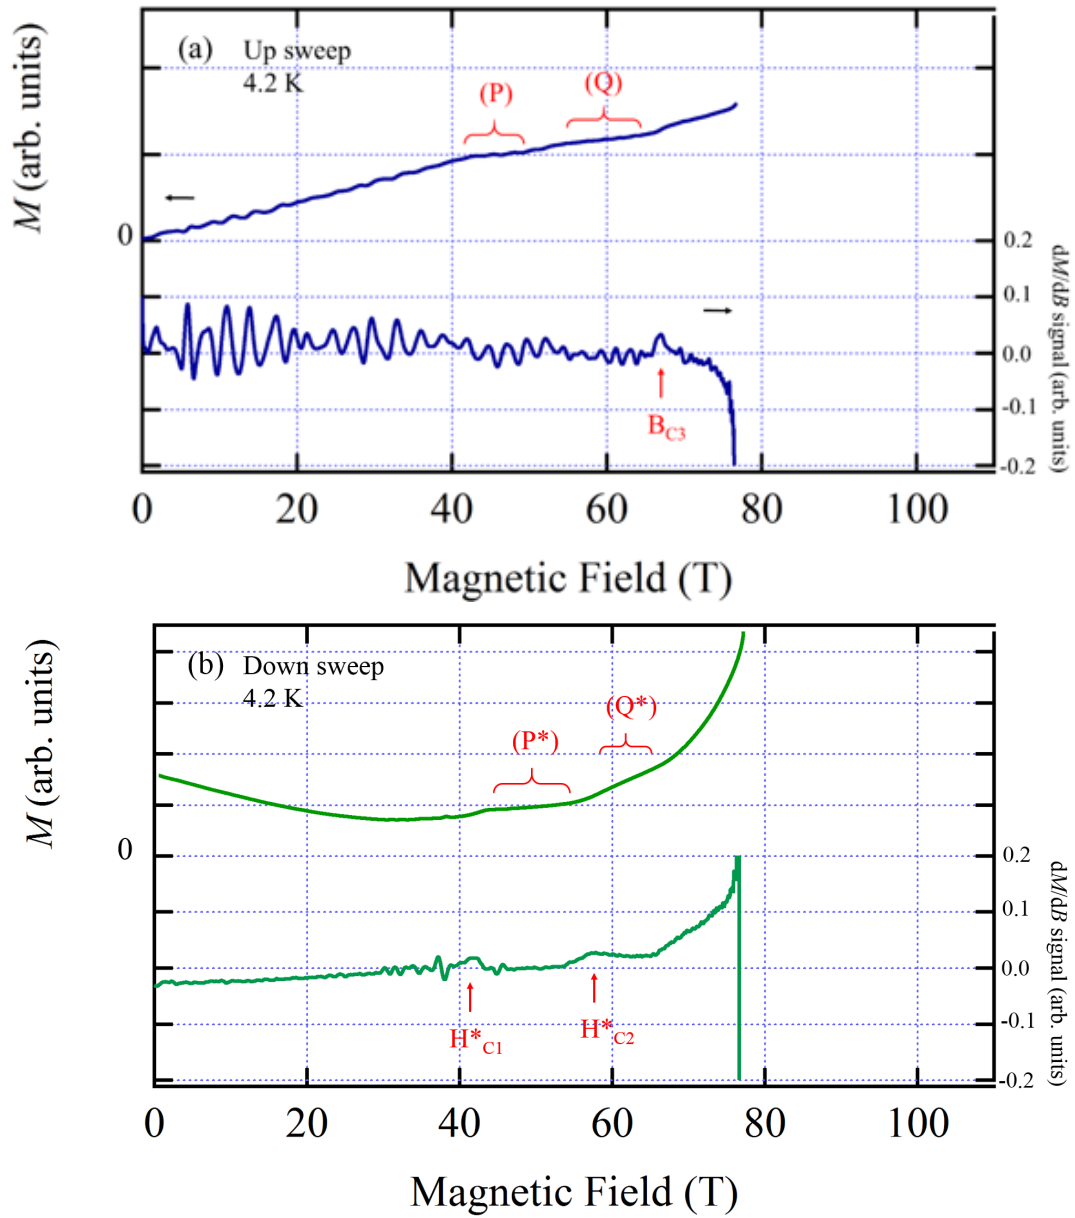 (a) Up sweep
4.2 K
(P)
(Q)
M (arb. units)
0
0.2
0.1
0.0
-0.1
-0.2
dM/dB signal (arb. units)
B_C3
0 20 40 60 80 100
Magnetic Field (T)
(b) Down sweep
4.2 K
(P*)
(Q*)
M (arb. units)
0
0.2
0.1
0.0
-0.1
-0.2
dM/dB signal (arb. units)
H*_C1
H*_C2
0 20 40 60 80 100
Magnetic Field (T)